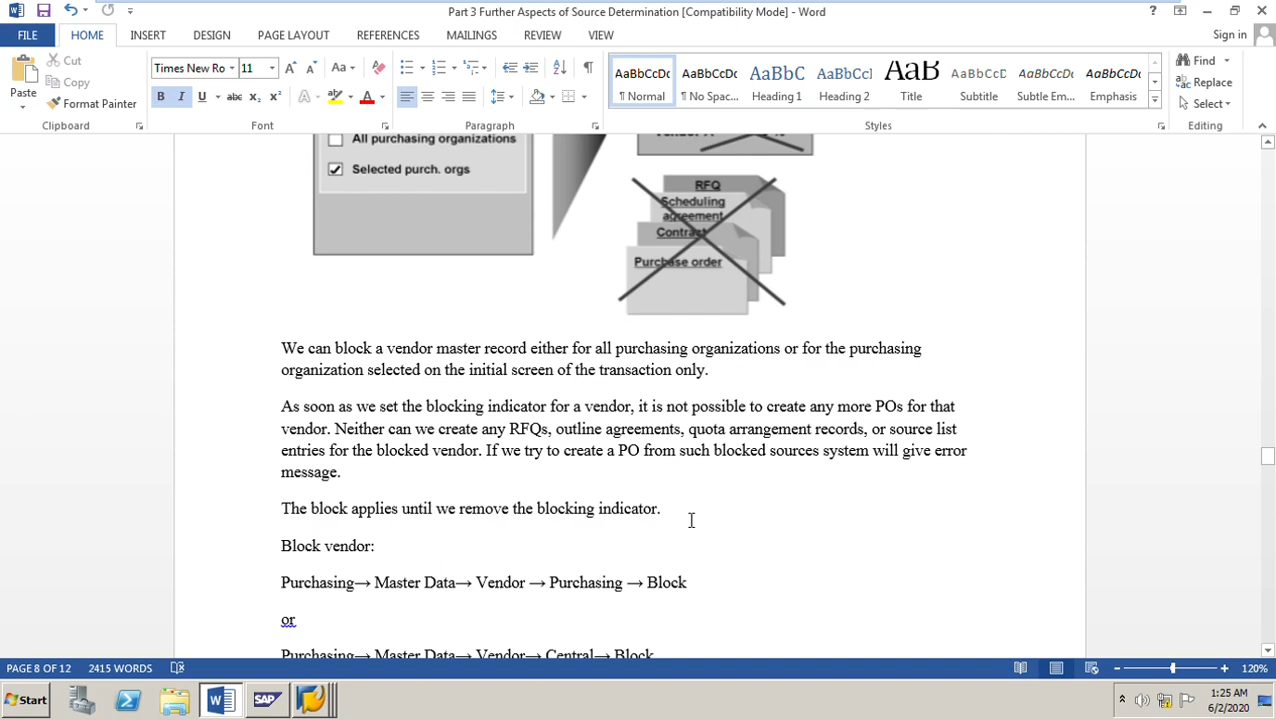 Part 3 Further Aspects of Source Determination [Compatibility Mode] - Word
FILE HOME INSERT DESIGN PAGE LAYOUT REFERENCES MAILINGS REVIEW VIEW Sign in
Paste
Cut
Copy
Format Painter
Clipboard
Times New Ro 11
Font
Paragraph
AaBbCcDc AaBbCcDc AaBbC AaBbCc AaB AaBbCcD AaBbCcDt AaBbCcDt
¶ Normal ¶ No Spac... Heading 1 Heading 2 Title Subtitle Subtle Em... Emphasis
Styles
Find
Replace
Select
Editing
All purchasing organizations
Selected purch. orgs
RFQ
Scheduling
agreement
Contract
Purchase order
We can block a vendor master record either for all purchasing organizations or for the purchasing
organization selected on the initial screen of the transaction only.
As soon as we set the blocking indicator for a vendor, it is not possible to create any more POs for that
vendor. Neither can we create any RFQs, outline agreements, quota arrangement records, or source list
entries for the blocked vendor. If we try to create a PO from such blocked sources system will give error
message.
The block applies until we remove the blocking indicator.
Block vendor:
Purchasing→ Master Data→ Vendor → Purchasing → Block
or
Purchasing→ Master Data→ Vendor→ Central→ Block
PAGE 8 OF 12 2415 WORDS 120%
Start SAP 1:25 AM
6/2/2020